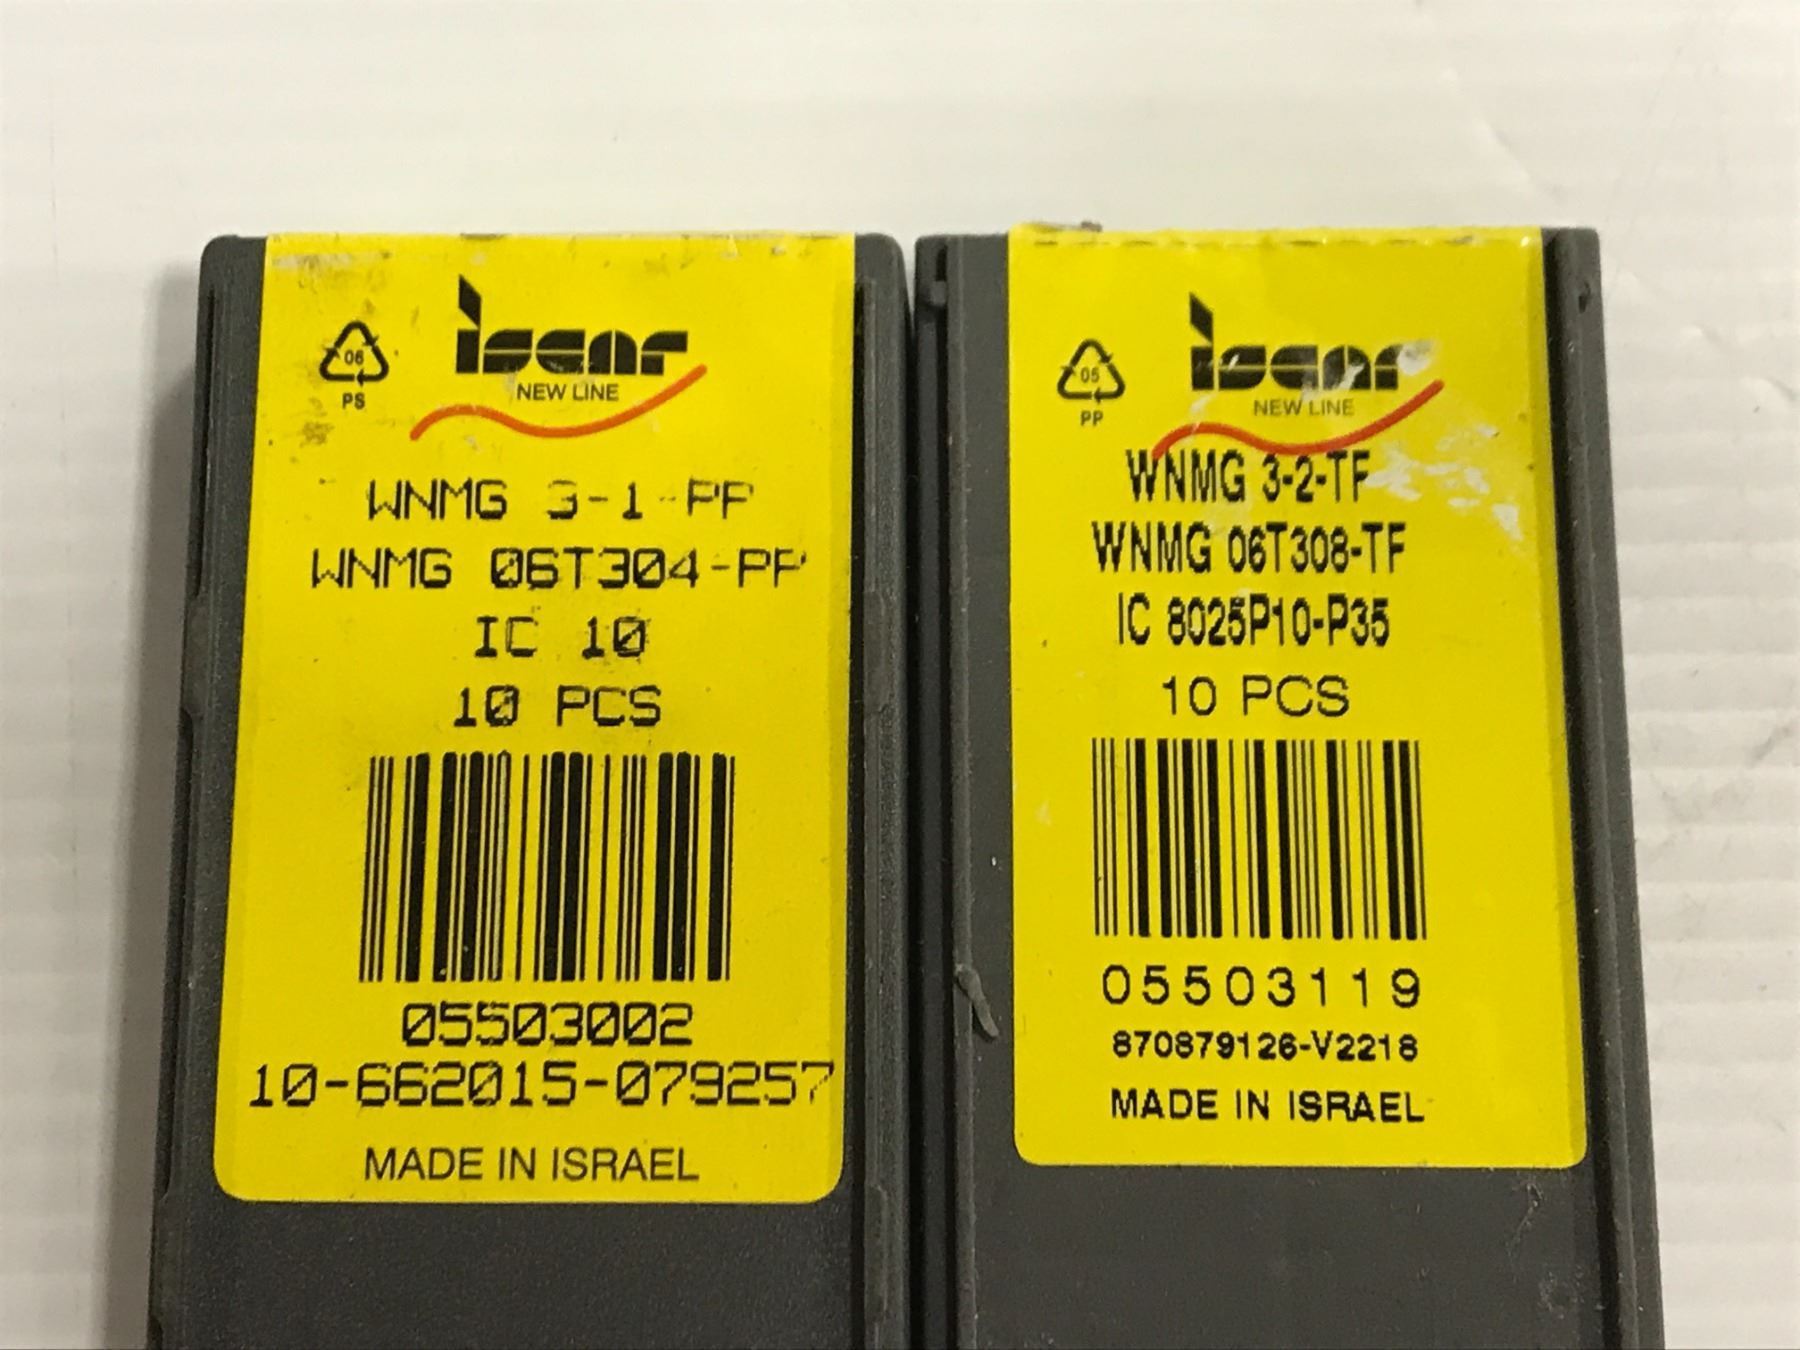 06
PS
iscar
NEW LINE
WNMG 3-1-PP
WNMG 06T304-PP
IC 10
10 PCS
05503002
10-662015-079257
MADE IN ISRAEL
05
PP
iscar
NEW LINE
WNMG 3-2-TF
WNMG 06T308-TF
IC 8025P10-P35
10 PCS
05503119
870879126-V2218
MADE IN ISRAEL